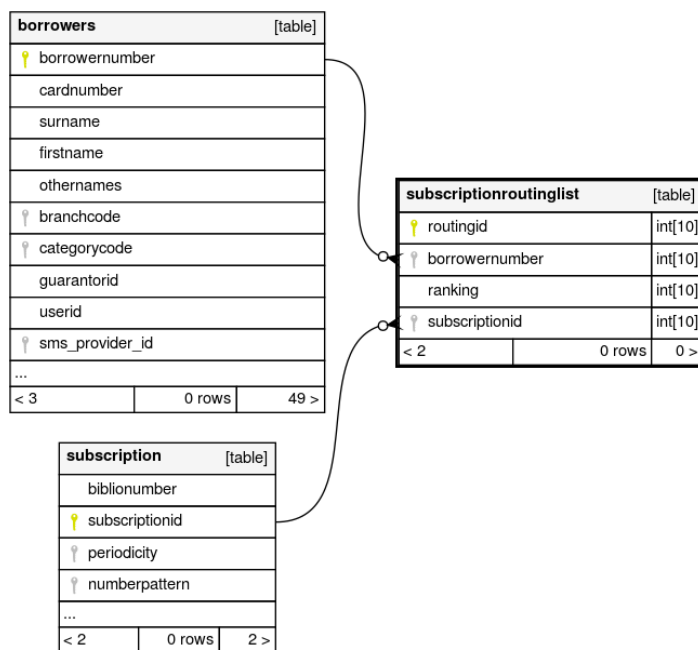 borrowers [table]
borrowernumber
cardnumber
surname
firstname
othernames
branchcode
categorycode
guarantorid
userid
sms_provider_id
...
< 3 0 rows 49 >
subscriptionroutinglist [table]
routingid int[10]
borrowernumber int[10]
ranking int[10]
subscriptionid int[10]
< 2 0 rows 0 >
subscription [table]
biblionumber
subscriptionid
periodicity
numberpattern
...
< 2 0 rows 2 >